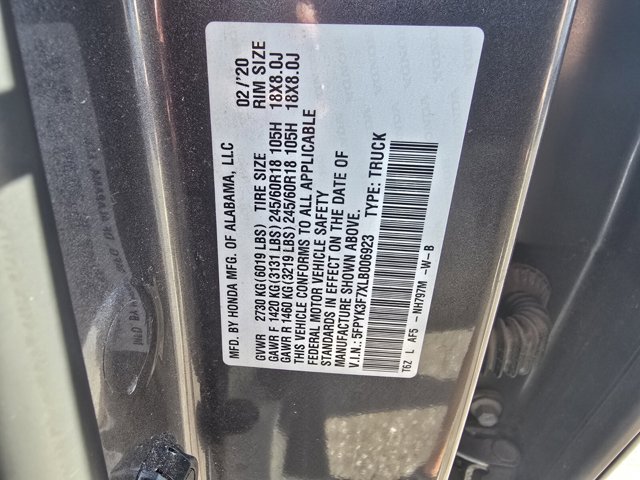 MFD. BY HONDA MFG. OF ALABAMA, LLC 02/'20
GVWR 2730 KG (6019 LBS) TIRE SIZE RIM SIZE
GAWR F 1420 KG (3131 LBS) 245/60R18 105H 18X8.0J
GAWR R 1460 KG (3219 LBS) 245/60R18 105H 18X8.0J
THIS VEHICLE CONFORMS TO ALL APPLICABLE
FEDERAL MOTOR VEHICLE SAFETY
STANDARDS IN EFFECT ON THE DATE OF
MANUFACTURE SHOWN ABOVE.
V.I.N.: 5FPYK3F7XLB006923 TYPE: TRUCK
T6Z L AF5 - NH797M -W-B